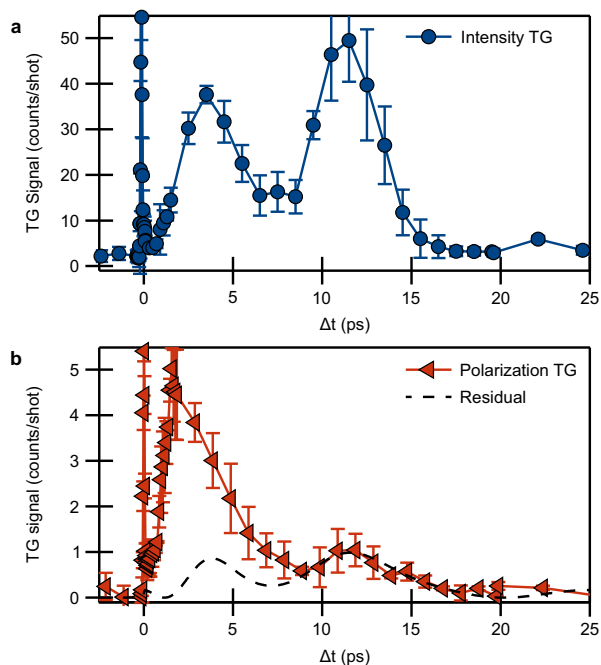 a
TG Signal (counts/shot)
50
40
30
20
10
0
Intensity TG
0
5
10
15
20
25
Δt (ps)
b
TG signal (counts/shot)
5
4
3
2
1
0
Polarization TG
Residual
0
5
10
15
20
25
Δt (ps)